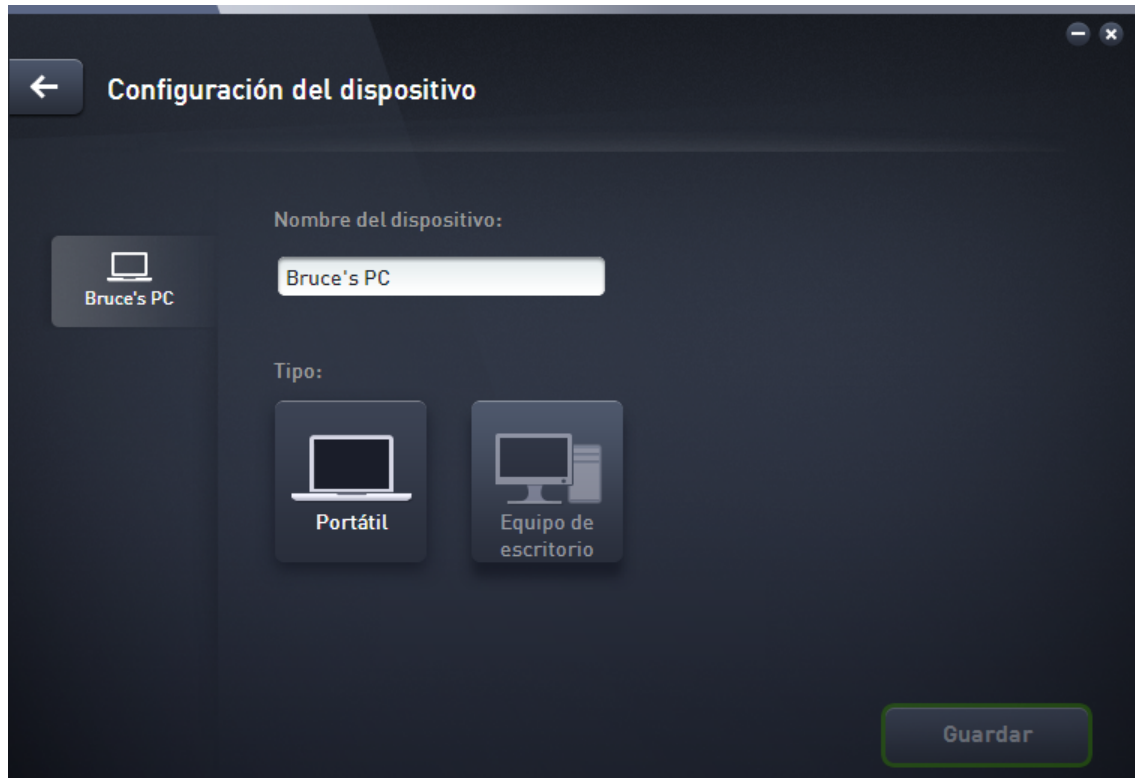 Configuración del dispositivo
Nombre del dispositivo:
Bruce's PC
Bruce's PC
Tipo:
Portátil
Equipo de
escritorio
Guardar